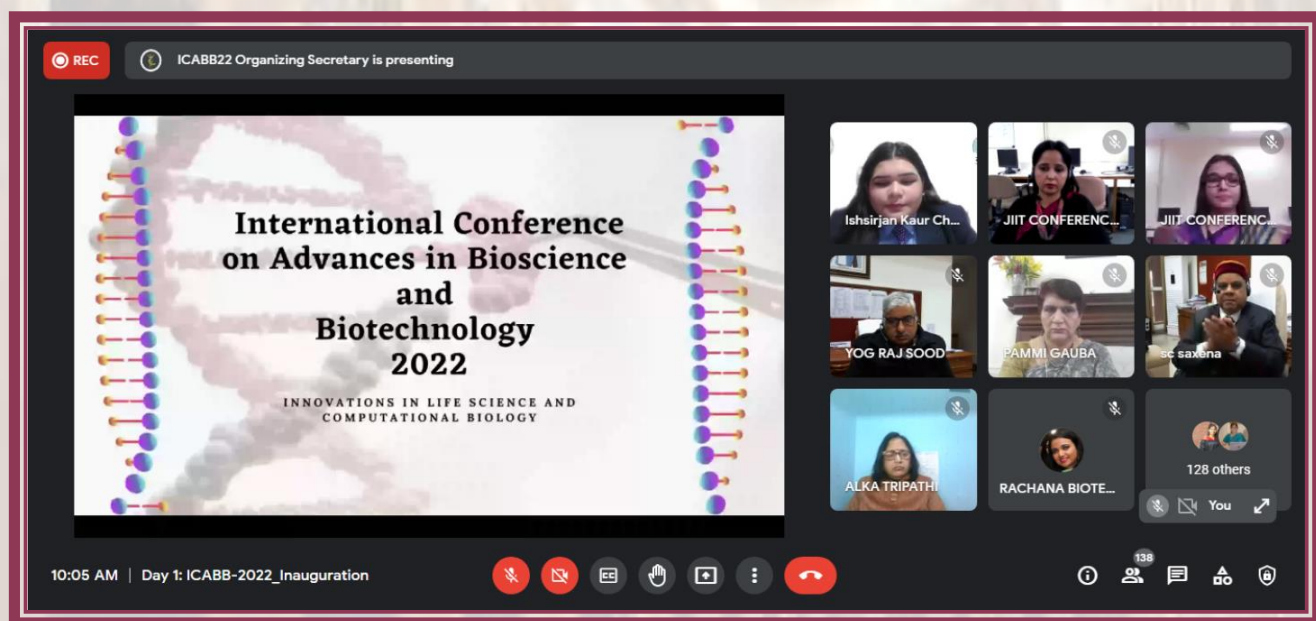 REC
ICABB22 Organizing Secretary is presenting
International Conference
on Advances in Bioscience
and
Biotechnology
2022
INNOVATIONS IN LIFE SCIENCE AND
COMPUTATIONAL BIOLOGY
Ishsirjan Kaur Ch...
JIIT CONFERENC...
JIIT CONFERENC...
YOG RAJ SOOD
PAMMI GAUBA
sc saxena
ALKA TRIPATHI
RACHANA BIOTE...
128 others
You
10:05 AM | Day 1: ICABB-2022_Inauguration
CC
138